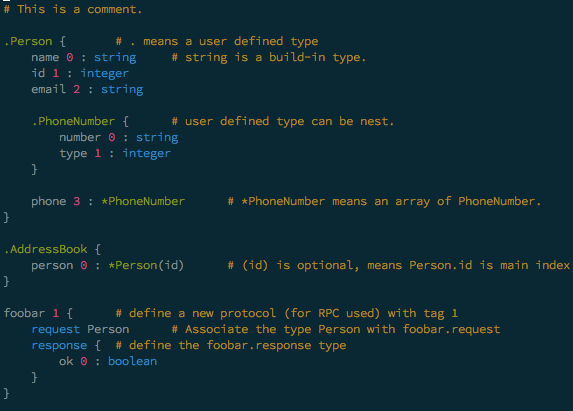 # This is a comment.
.Person {       # . means a user defined type
    name 0 : string     # string is a build-in type.
    id 1 : integer
    email 2 : string
    .PhoneNumber {      # user defined type can be nest.
        number 0 : string
        type 1 : integer
    }
    phone 3 : *PhoneNumber      # *PhoneNumber means an array of PhoneNumber.
}
.AddressBook {
    person 0 : *Person(id)      # (id) is optional, means Person.id is main index
}
foobar 1 {      # define a new protocol (for RPC used) with tag 1
    request Person      # Associate the type Person with foobar.request
    response {  # define the foobar.response type
        ok 0 : boolean
    }
}